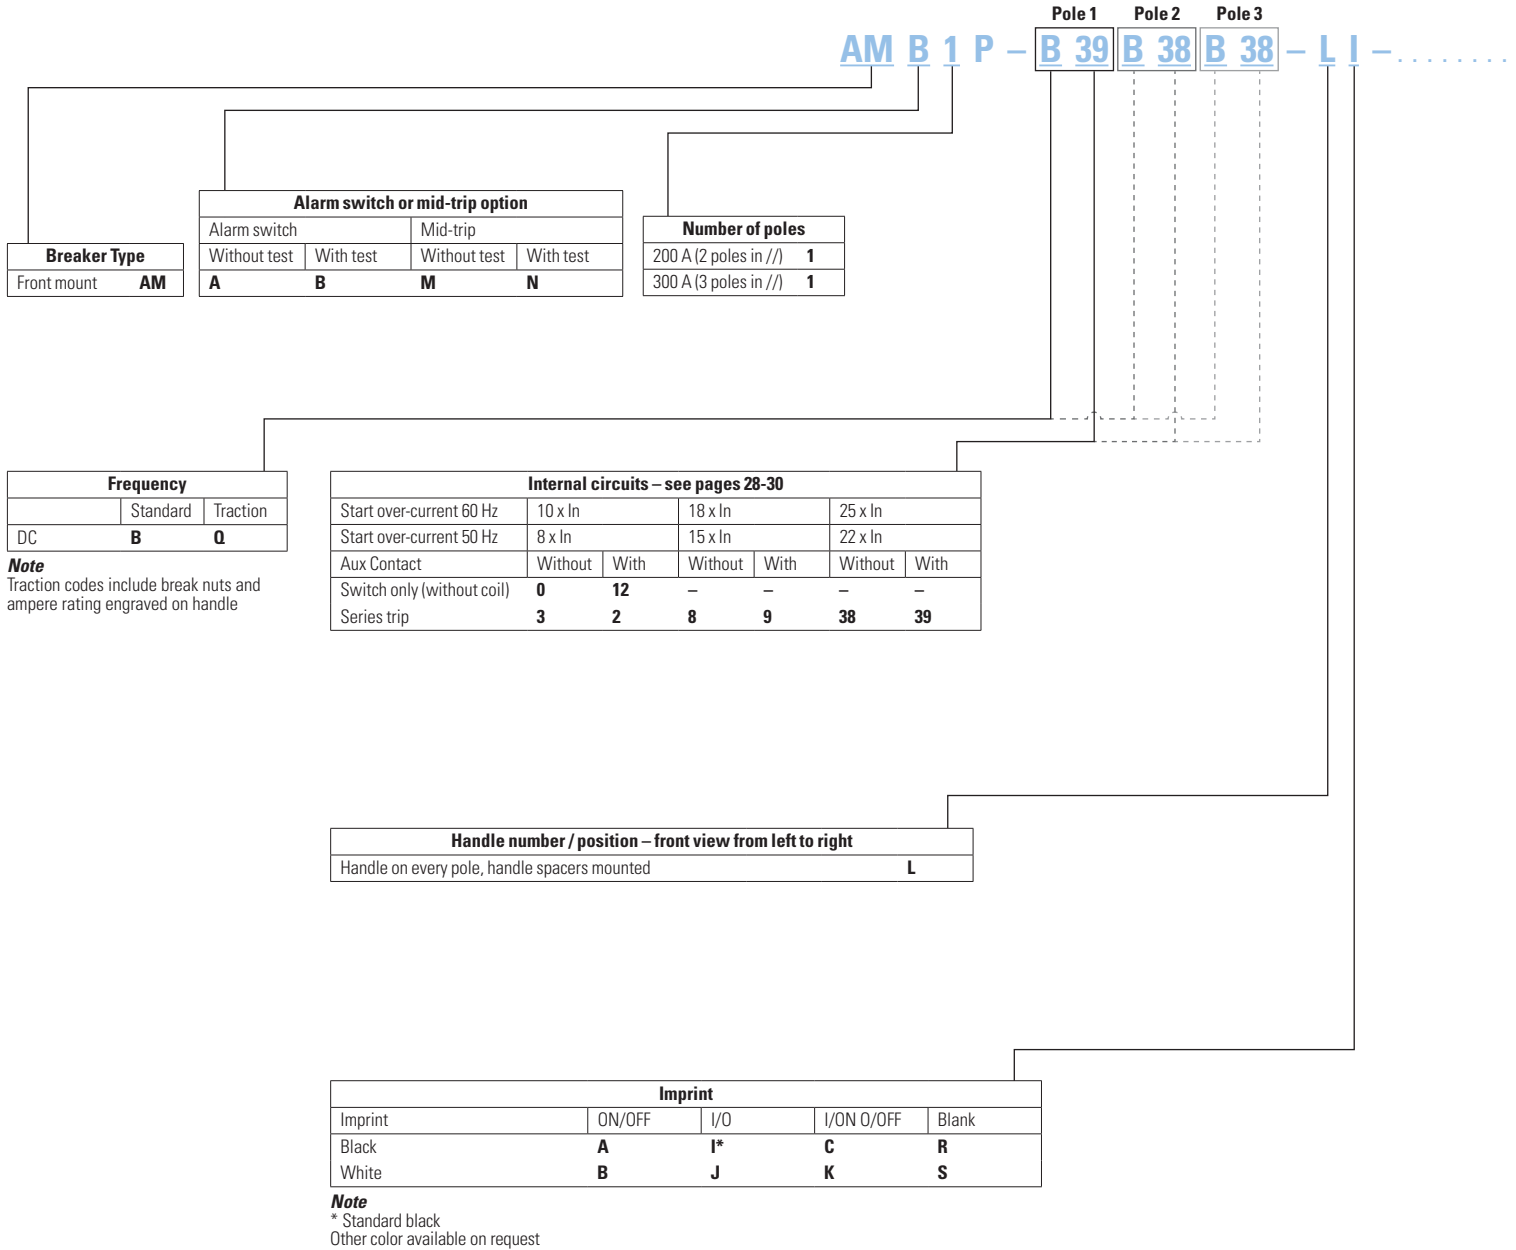 Pole 1 Pole 2 Pole 3
AM B 1 P – B 39 B 38 B 38 – L I – . . . . . . . .
Alarm switch or mid-trip option
Alarm switch Mid-trip
Without test With test Without test With test
A B M N
Number of poles
200 A (2 poles in //) 1
300 A (3 poles in //) 1
Breaker Type
Front mount AM
Frequency
Standard Traction
DC B Q
Note
Traction codes include break nuts and
ampere rating engraved on handle
Internal circuits – see pages 28-30
Start over-current 60 Hz 10 x In 18 x In 25 x In
Start over-current 50 Hz 8 x In 15 x In 22 x In
Aux Contact Without With Without With Without With
Switch only (without coil) 0 12 – – – –
Series trip 3 2 8 9 38 39
Handle number / position – front view from left to right
Handle on every pole, handle spacers mounted L
Imprint
Imprint ON/OFF I/O I/ON O/OFF Blank
Black A I* C R
White B J K S
Note
* Standard black
Other color available on request